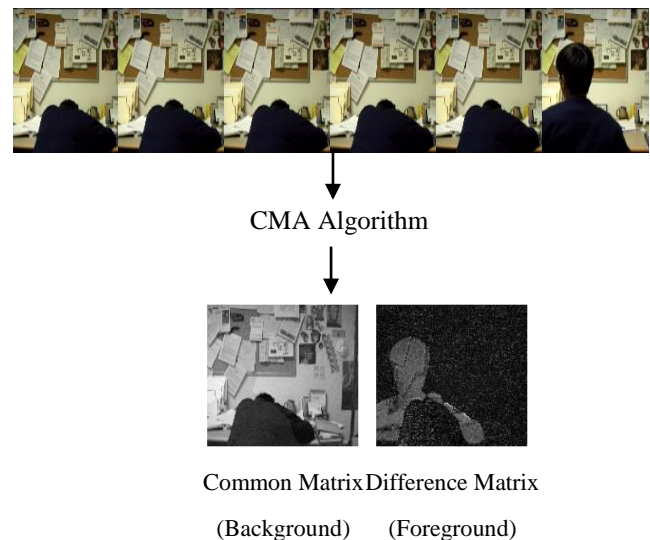 CMA Algorithm
Common Matrix Difference Matrix
(Background) (Foreground)